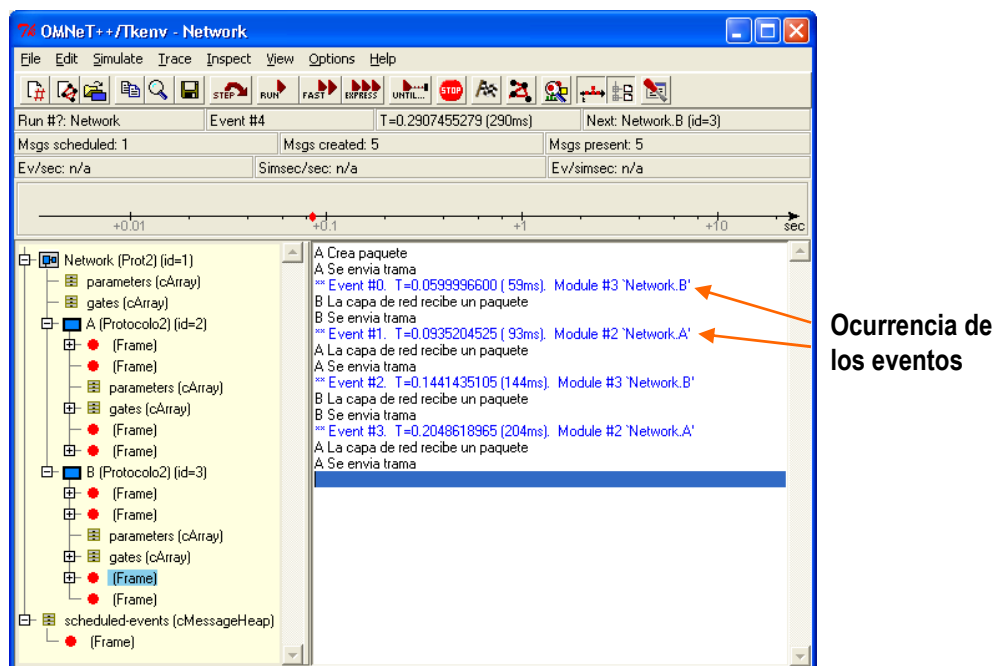 OMNeT++/Tkenv - Network
File Edit Simulate Trace Inspect View Options Help
STEP RUN FAST EXPRESS UNTIL... STOP
Run #?: Network Event #4 T=0.2907455279 (290ms) Next: Network.B (id=3)
Msgs scheduled: 1 Msgs created: 5 Msgs present: 5
Ev/sec: n/a Simsec/sec: n/a Ev/simsec: n/a
+0.01 +0.1 +1 +10 sec
Network (Prot2) (id=1)
parameters (cArray)
gates (cArray)
A (Protocolo2) (id=2)
(Frame)
(Frame)
parameters (cArray)
gates (cArray)
(Frame)
(Frame)
B (Protocolo2) (id=3)
(Frame)
(Frame)
parameters (cArray)
gates (cArray)
(Frame)
(Frame)
scheduled-events (cMessageHeap)
(Frame)
A Crea paquete
A Se envia trama
** Event #0. T=0.0599996600 ( 59ms). Module #3 `Network.B'
B La capa de red recibe un paquete
B Se envia trama
** Event #1. T=0.0935204525 ( 93ms). Module #2 `Network.A'
A La capa de red recibe un paquete
A Se envia trama
** Event #2. T=0.1441435105 (144ms). Module #3 `Network.B'
B La capa de red recibe un paquete
B Se envia trama
** Event #3. T=0.2048618965 (204ms). Module #2 `Network.A'
A La capa de red recibe un paquete
A Se envia trama
Ocurrencia de
los eventos